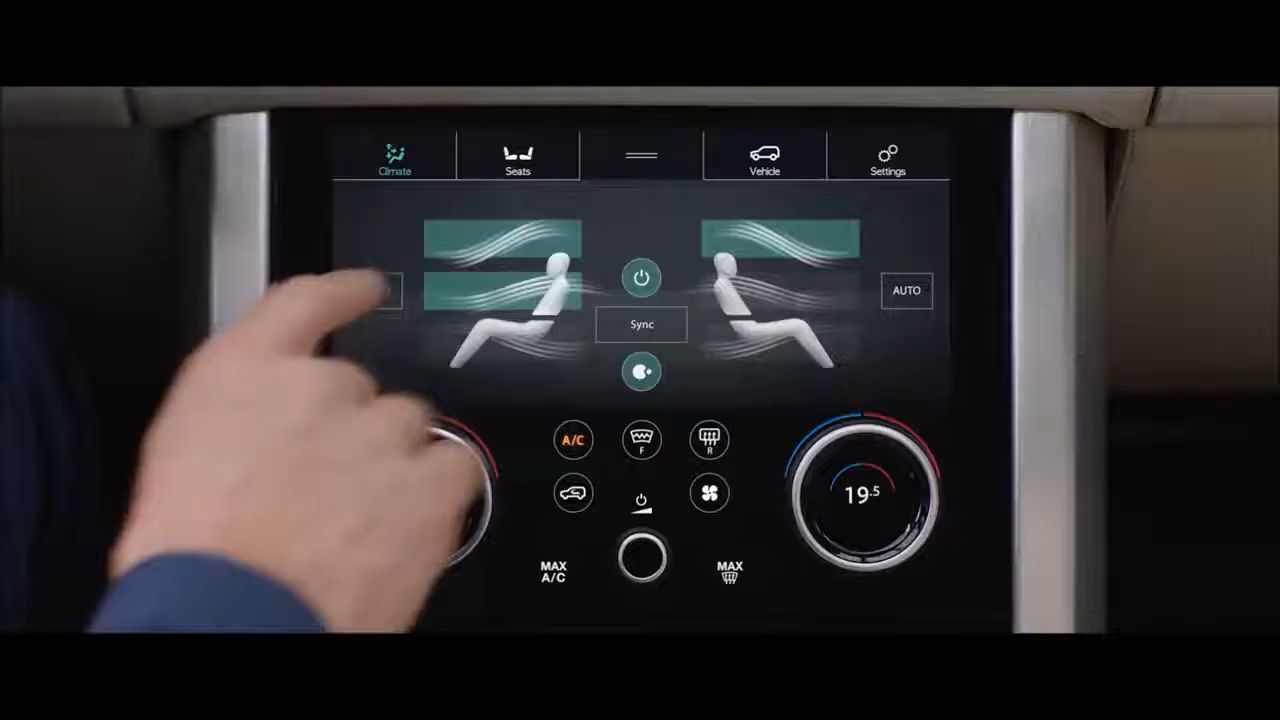 Climate
Seats
Vehicle
Settings
AUTO
Sync
A/C
F
R
19.5
MAX
A/C
MAX